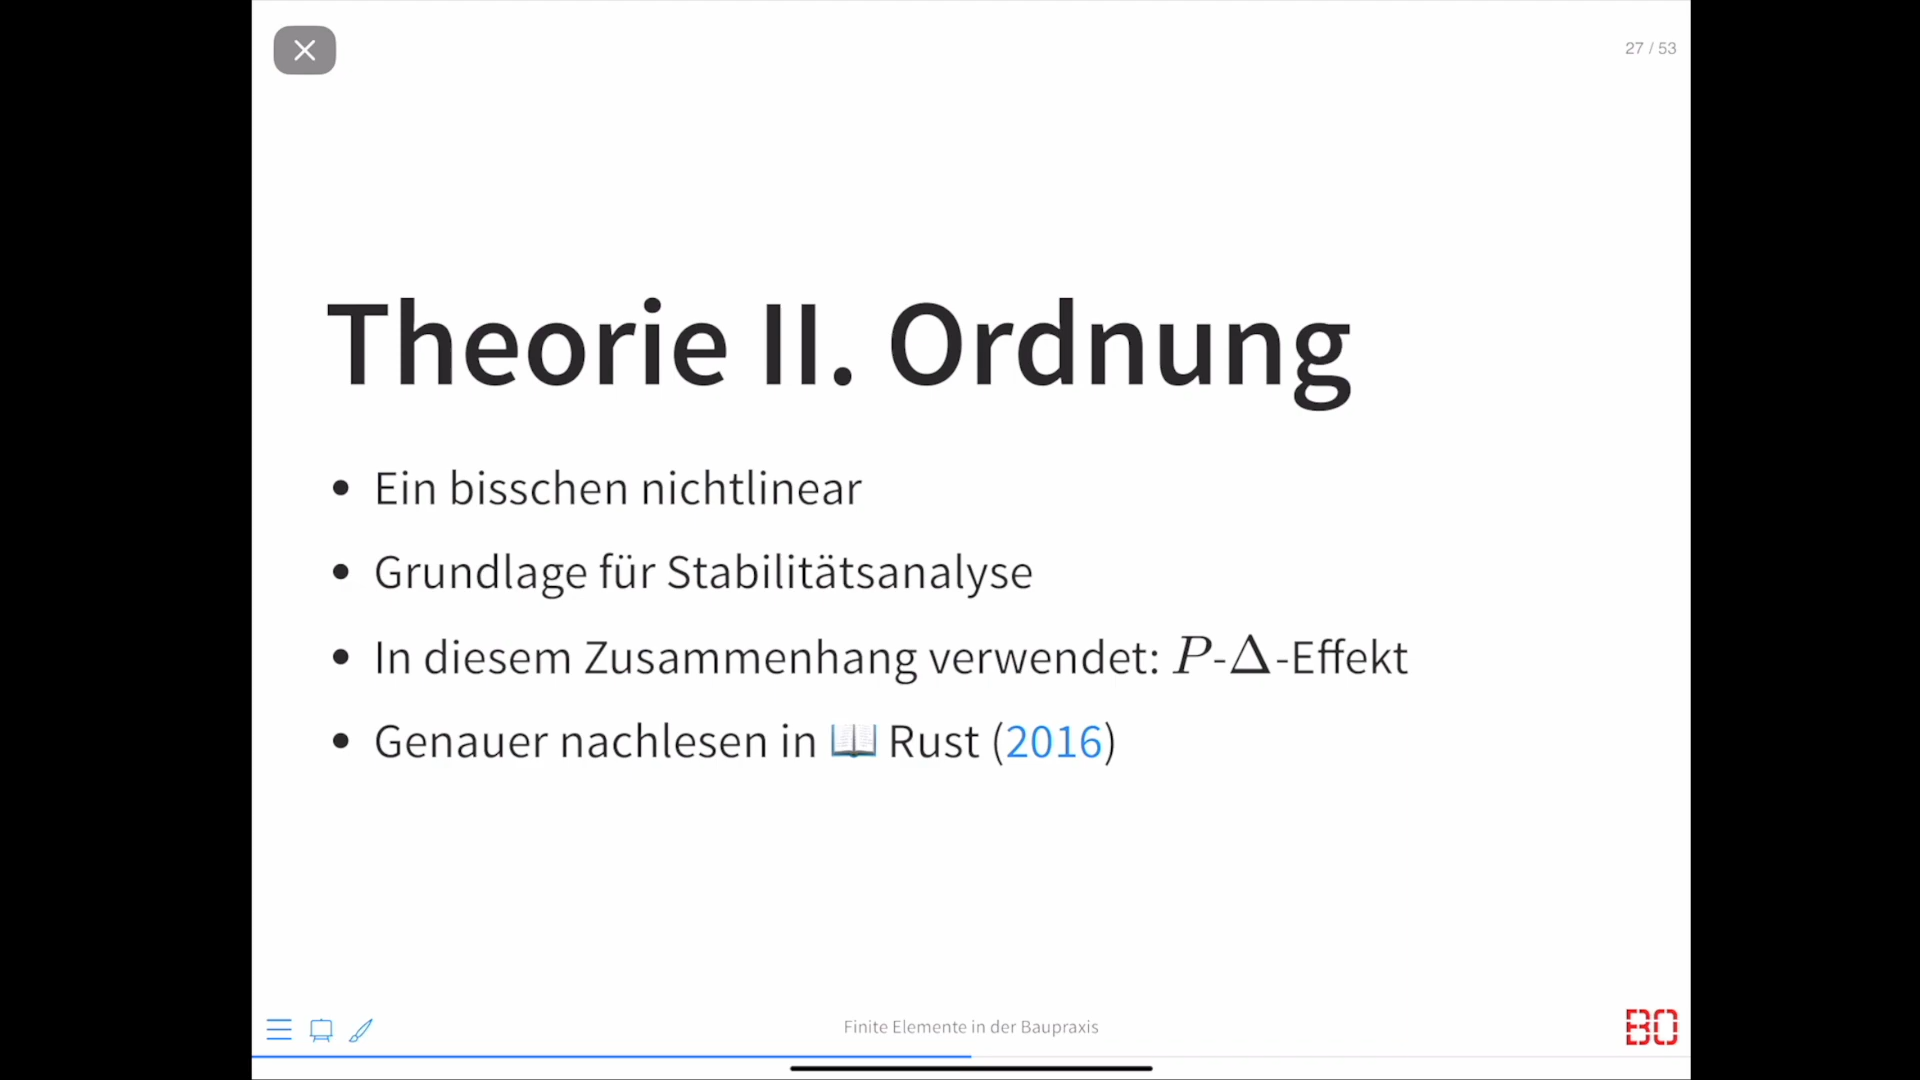 27 / 53
Theorie II. Ordnung
• Ein bisschen nichtlinear
• Grundlage für Stabilitätsanalyse
• In diesem Zusammenhang verwendet: P-Δ-Effekt
• Genauer nachlesen in 📖 Rust (2016)
Finite Elemente in der Baupraxis
BO